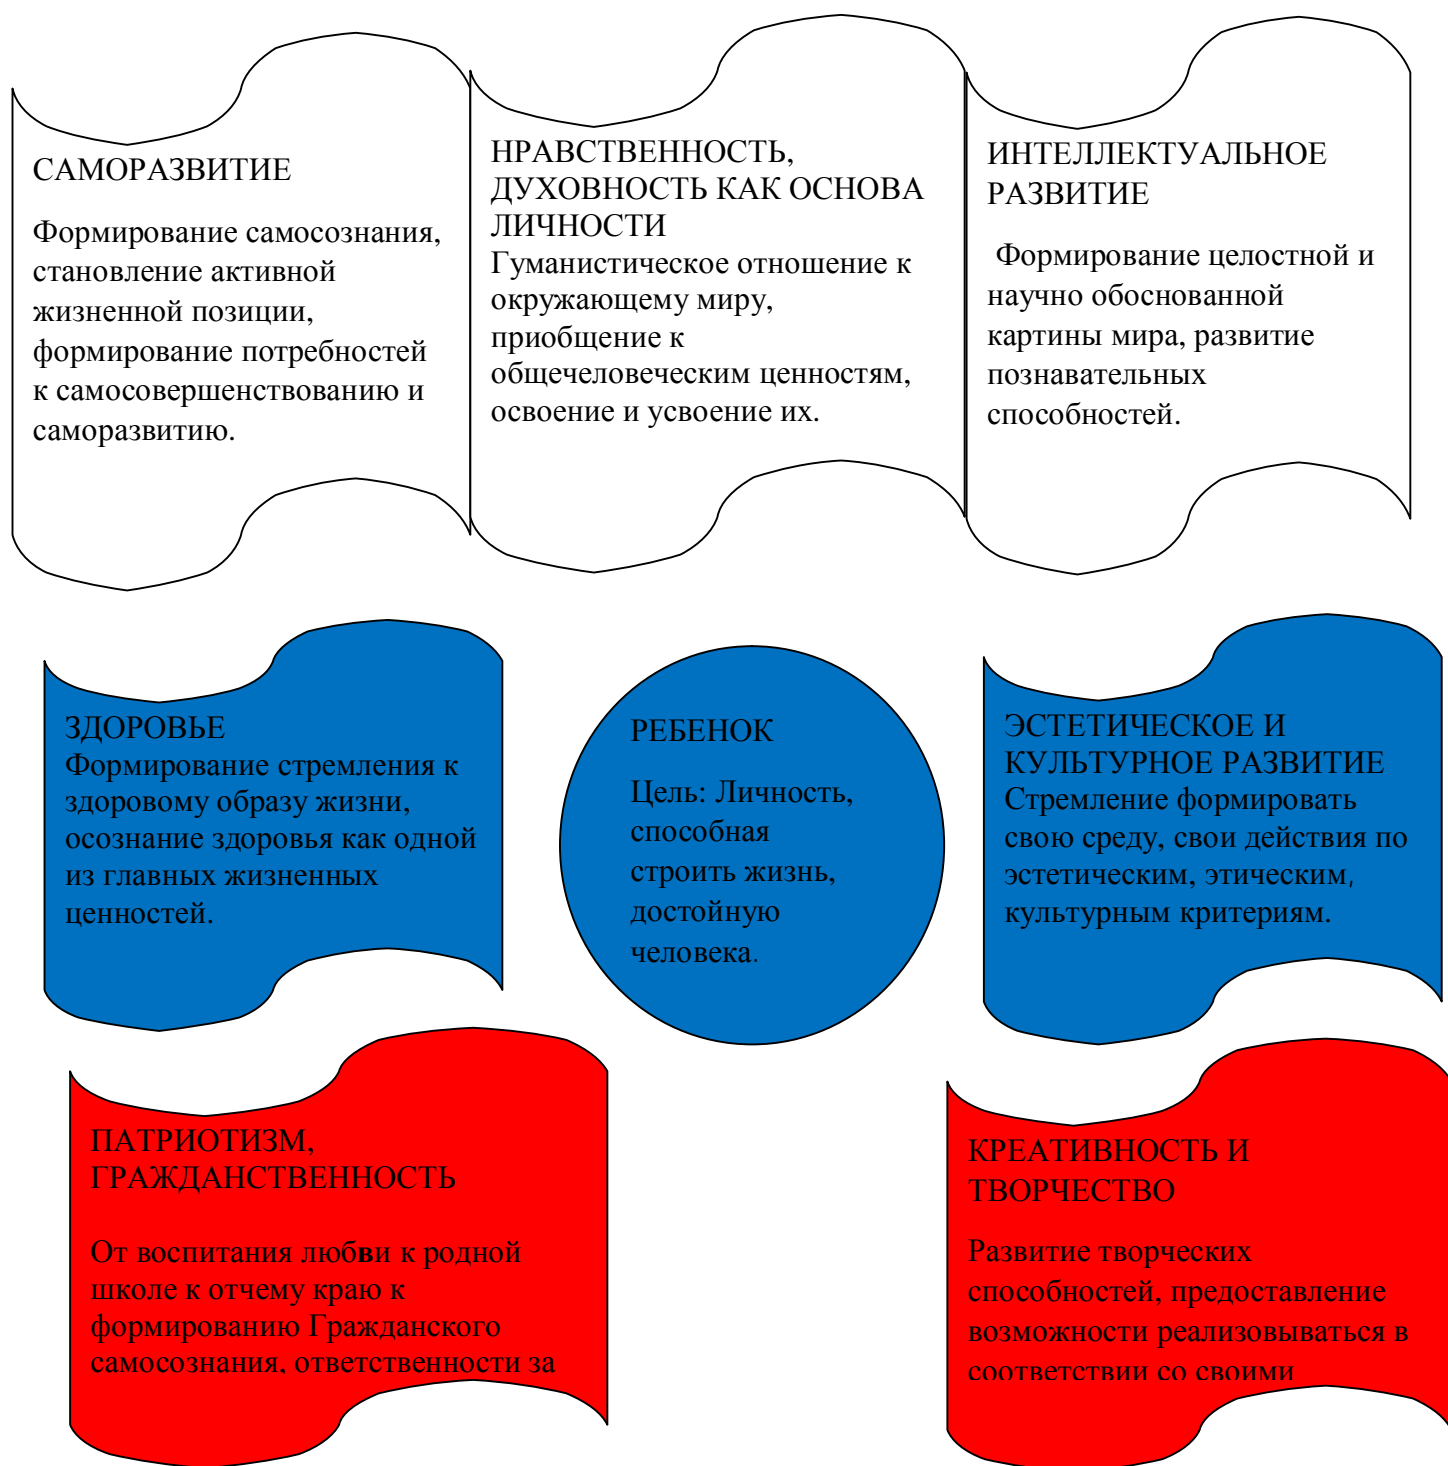 САМОРАЗВИТИЕ
Формирование самосознания,
становление активной
жизненной позиции,
формирование потребностей
к самосовершенствованию и
саморазвитию.
НРАВСТВЕННОСТЬ,
ДУХОВНОСТЬ КАК ОСНОВА
ЛИЧНОСТИ
Гуманистическое отношение к
окружающему миру,
приобщение к
общечеловеческим ценностям,
освоение и усвоение их.
ИНТЕЛЛЕКТУАЛЬНОЕ
РАЗВИТИЕ
Формирование целостной и
научно обоснованной
картины мира, развитие
познавательных
способностей.
ЗДОРОВЬЕ
Формирование стремления к
здоровому образу жизни,
осознание здоровья как одной
из главных жизненных
ценностей.
РЕБЕНОК
Цель: Личность,
способная
строить жизнь,
достойную
человека.
ЭСТЕТИЧЕСКОЕ И
КУЛЬТУРНОЕ РАЗВИТИЕ
Стремление формировать
свою среду, свои действия по
эстетическим, этическим,
культурным критериям.
ПАТРИОТИЗМ,
ГРАЖДАНСТВЕННОСТЬ
От воспитания любви к родной
школе к отчему краю к
формированию Гражданского
самосознания, ответственности за
КРЕАТИВНОСТЬ И
ТВОРЧЕСТВО
Развитие творческих
способностей, предоставление
возможности реализовываться в
соответствии со своими